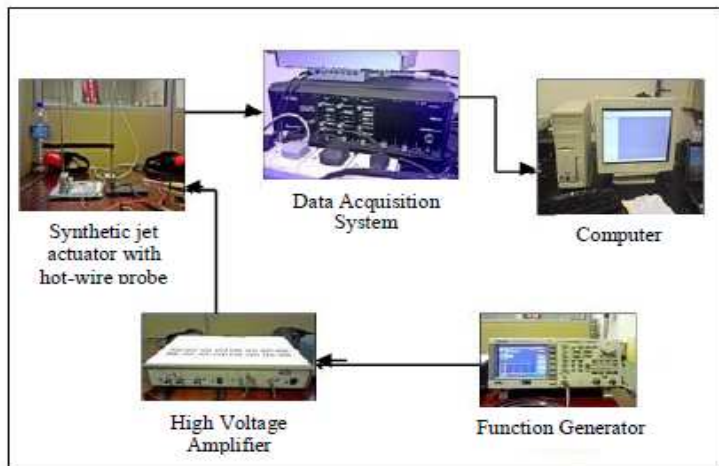 Data Acquisition
System
Computer
Synthetic jet
actuator with
hot-wire probe
High Voltage
Amplifier
Function Generator